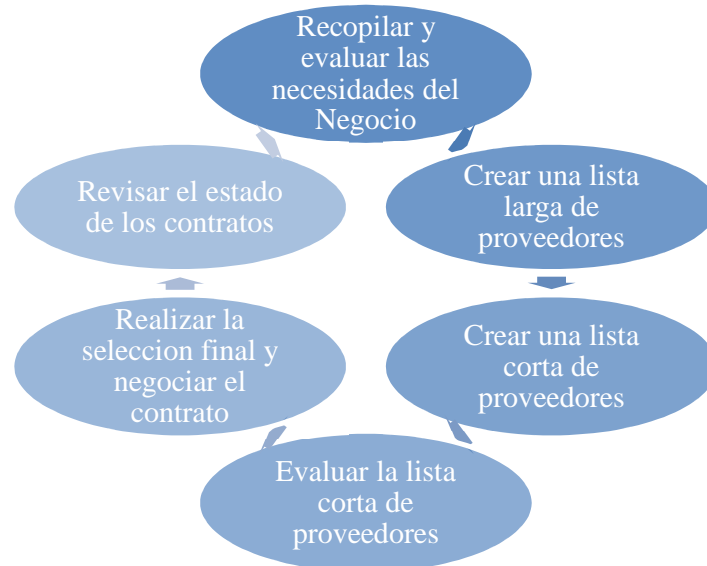 Recopilar y
evaluar las
necesidades del
Negocio
Crear una lista
larga de
proveedores
Crear una lista
corta de
proveedores
Evaluar la lista
corta de
proveedores
Realizar la
seleccion final y
negociar el
contrato
Revisar el estado
de los contratos